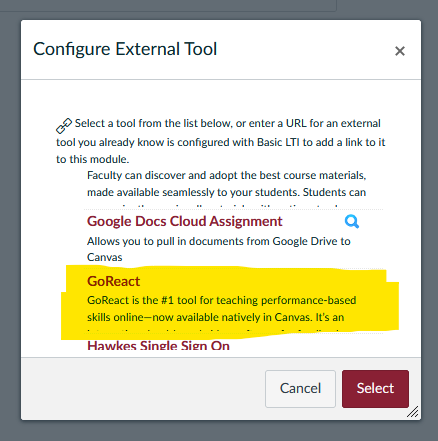 Configure External Tool
×
Select a tool from the list below, or enter a URL for an external
tool you already know is configured with Basic LTI to add a link to it
to this module.
Faculty can discover and adopt the best course materials,
made available seamlessly to your students. Students can
Google Docs Cloud Assignment
Allows you to pull in documents from Google Drive to
Canvas
GoReact
GoReact is the #1 tool for teaching performance-based
skills online—now available natively in Canvas. It's an
Hawkes Single Sign On
Cancel
Select